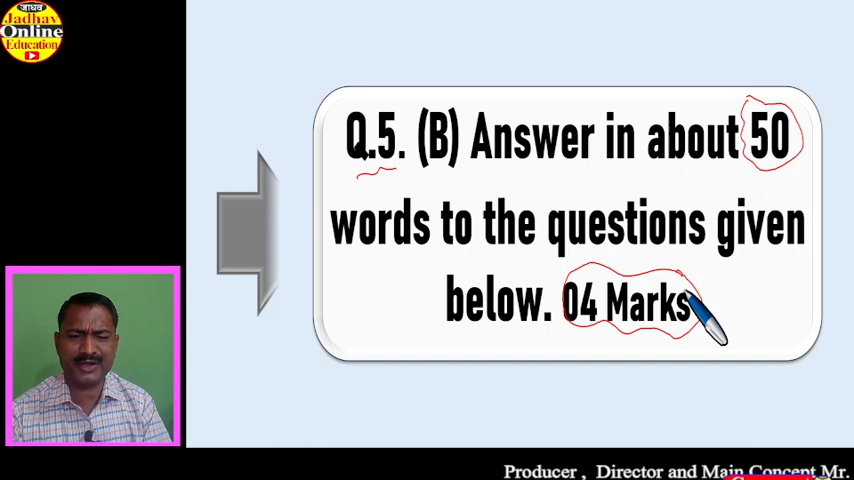 जाधव
Jadhav
Online
Education
Q.5. (B) Answer in about 50
words to the questions given
below. 04 Marks
Producer , Director and Main Concept Mr.